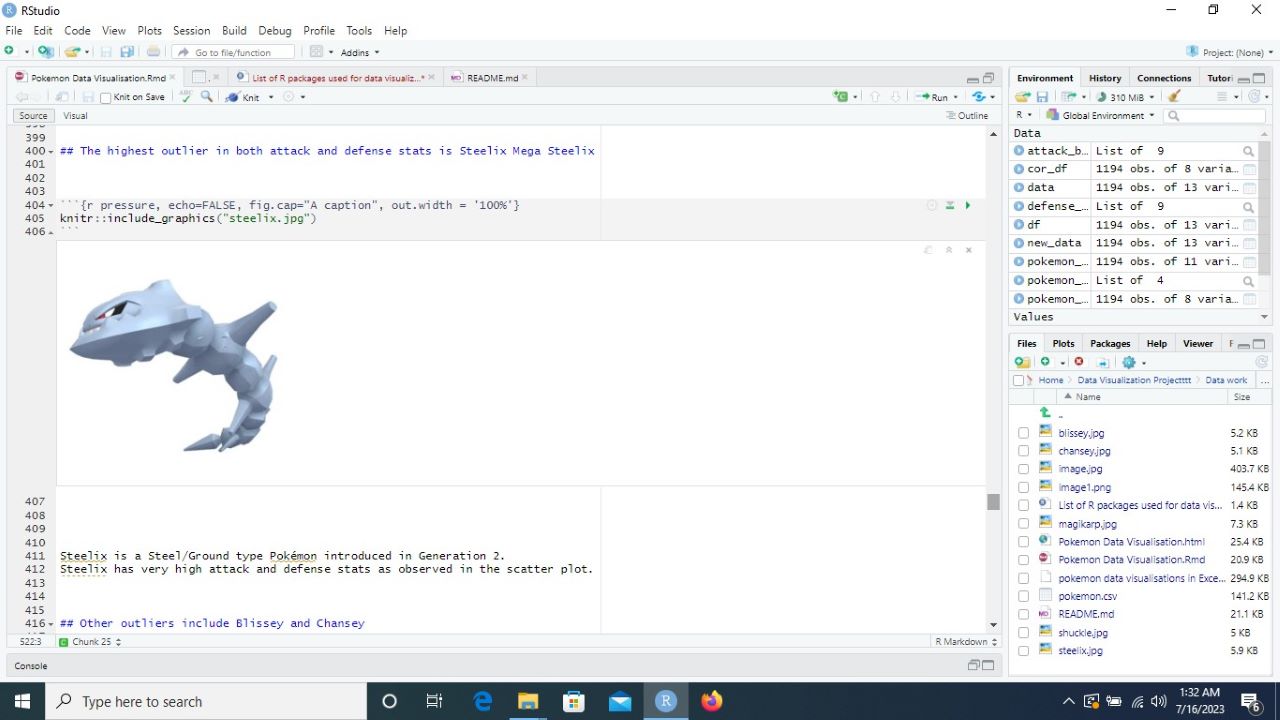 RStudio
File Edit Code View Plots Session Build Debug Profile Tools Help
Go to file/function Addins Project: (None)
Pokemon Data Visualisation.Rmd List of R packages used for data visualiz...* README.md
Knit on Save Knit Run
Source Visual Outline
399
400 ## The highest outlier in both attack and defense stats is Steelix Mega Steelix
401
402
403
404 ```{r pressure, echo=FALSE, fig.cap="A caption", out.width = '100%'}
405 knitr::include_graphics("steelix.jpg")
406 ```
407
408
409
410
411 Steelix is a Steel/Ground type Pokémon introduced in Generation 2.
412 Steelix has very high attack and defense stats as observed in the scatter plot.
413
414
415
416 ## Other outliers include Blissey and Chansey
522:3 Chunk 25 R Markdown
Console
Environment History Connections Tutori
310 MiB
R Global Environment
Data
attack_b... List of 9
cor_df 1194 obs. of 8 varia...
data 1194 obs. of 13 vari...
defense_... List of 9
df 1194 obs. of 13 vari...
new_data 1194 obs. of 13 vari...
pokemon_... 1194 obs. of 11 vari...
pokemon_... List of 4
pokemon_... 1194 obs. of 8 varia...
Values
Files Plots Packages Help Viewer
Home Data Visualization Projectttt Data work ...
Name Size
..
blissey.jpg 5.2 KB
chansey.jpg 5.1 KB
image.jpg 403.7 KB
image1.png 145.4 KB
List of R packages used for data vis... 1.4 KB
magikarp.jpg 7.3 KB
Pokemon Data Visualisation.html 25.4 KB
Pokemon Data Visualisation.Rmd 20.9 KB
pokemon data visualisations in Exce... 294.9 KB
pokemon.csv 141.2 KB
README.md 21.1 KB
shuckle.jpg 5 KB
steelix.jpg 5.9 KB
Type here to search
1:32 AM
7/16/2023
6